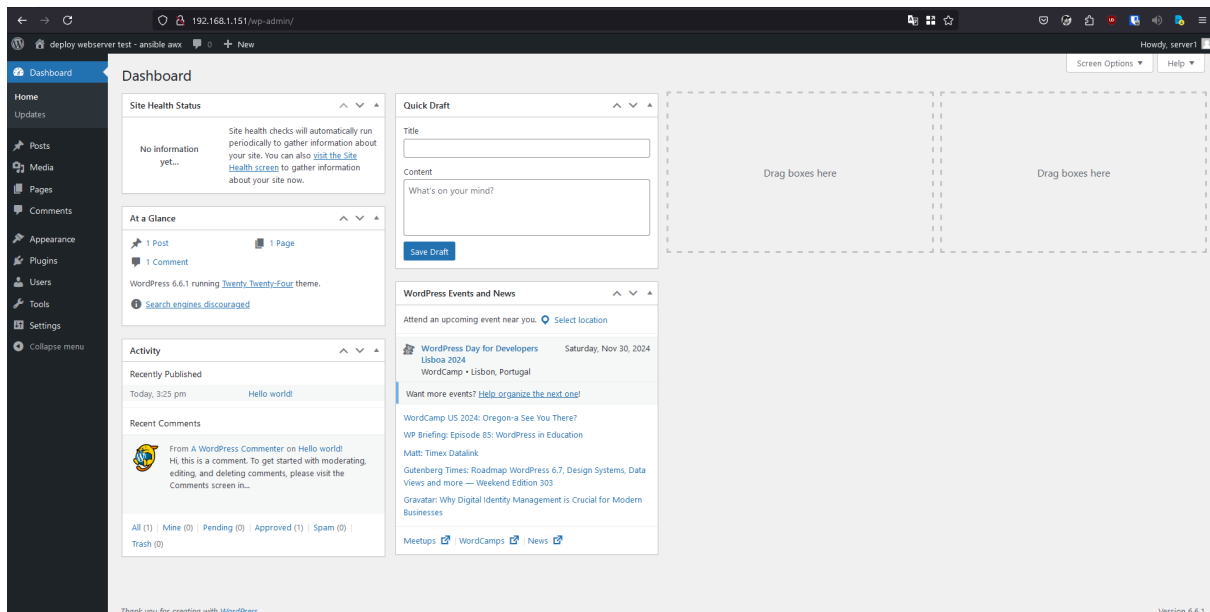 192.168.1.151/wp-admin/
deploy webserver test - ansible awx 0 New
Howdy, server1
Screen Options
Help
Dashboard
Home
Updates
Posts
Media
Pages
Comments
Appearance
Plugins
Users
Tools
Settings
Collapse menu
Dashboard
Site Health Status
No information
yet...
Site health checks will automatically run
periodically to gather information about
your site. You can also visit the Site
Health screen to gather information
about your site now.
At a Glance
1 Post
1 Page
1 Comment
WordPress 6.6.1 running Twenty Twenty-Four theme.
Search engines discouraged
Activity
Recently Published
Today, 3:25 pm Hello world!
Recent Comments
From A WordPress Commenter on Hello world!
Hi, this is a comment. To get started with moderating,
editing, and deleting comments, please visit the
Comments screen in...
All (1) | Mine (0) | Pending (0) | Approved (1) | Spam (0) |
Trash (0)
Quick Draft
Title
Content
What's on your mind?
Save Draft
WordPress Events and News
Attend an upcoming event near you. Select location
WordPress Day for Developers
Lisboa 2024
Saturday, Nov 30, 2024
WordCamp • Lisbon, Portugal
Want more events? Help organize the next one!
WordCamp US 2024: Oregon-a See You There?
WP Briefing: Episode 85: WordPress in Education
Matt: Timex Datalink
Gutenberg Times: Roadmap WordPress 6.7, Design Systems, Data
Views and more — Weekend Edition 303
Gravatar: Why Digital Identity Management is Crucial for Modern
Businesses
Meetups | WordCamps | News
Drag boxes here
Drag boxes here
Thank you for creating with WordPress.
Version 6.6.1